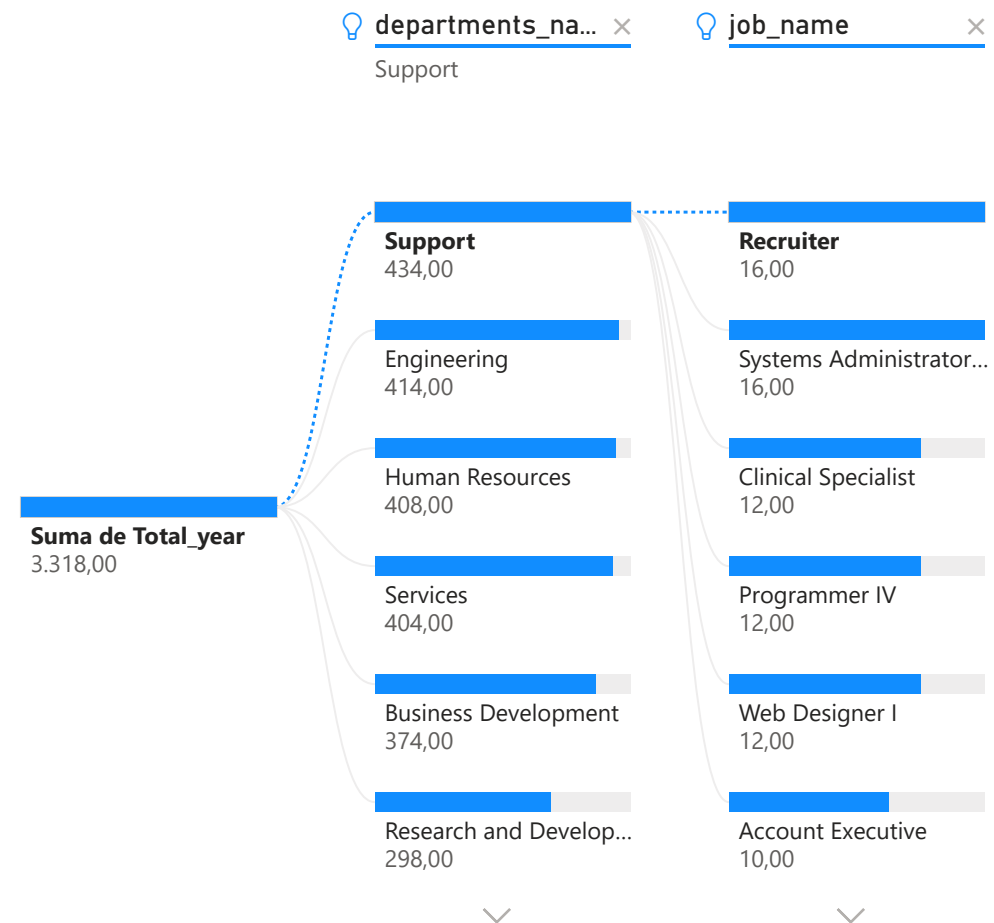 departments_na...
job_name
Support
Support
434,00
Recruiter
16,00
Engineering
414,00
Systems Administrator...
16,00
Human Resources
408,00
Clinical Specialist
12,00
Suma de Total_year
3.318,00
Services
404,00
Programmer IV
12,00
Business Development
374,00
Web Designer I
12,00
Research and Develop...
298,00
Account Executive
10,00